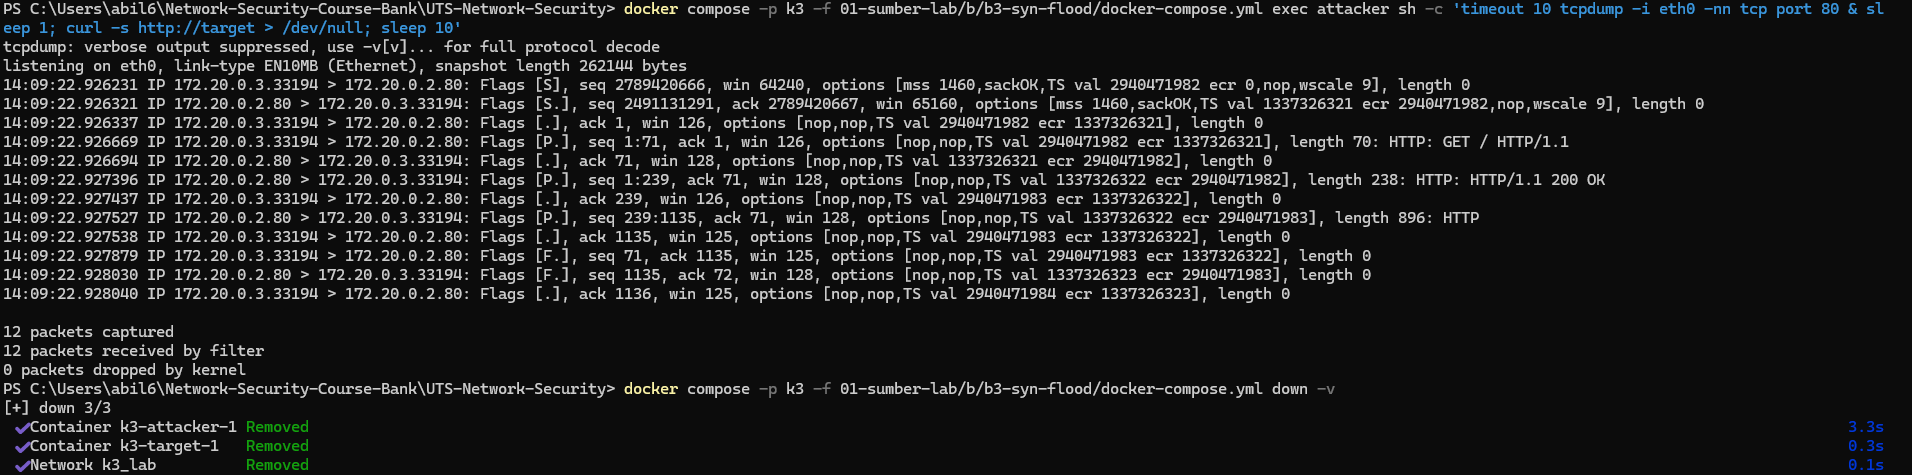 PS C:\Users\abil6\Network-Security-Course-Bank\UTS-Network-Security> docker compose -p k3 -f 01-sumber-lab/b/b3-syn-flood/docker-compose.yml exec attacker sh -c 'timeout 10 tcpdump -i eth0 -nn tcp port 80 & sl
eep 1; curl -s http://target > /dev/null; sleep 10'
tcpdump: verbose output suppressed, use -v[v]... for full protocol decode
listening on eth0, link-type EN10MB (Ethernet), snapshot length 262144 bytes
14:09:22.926231 IP 172.20.0.3.33194 > 172.20.0.2.80: Flags [S], seq 2789420666, win 64240, options [mss 1460,sackOK,TS val 2940471982 ecr 0,nop,wscale 9], length 0
14:09:22.926321 IP 172.20.0.2.80 > 172.20.0.3.33194: Flags [S.], seq 2491131291, ack 2789420667, win 65160, options [mss 1460,sackOK,TS val 1337326321 ecr 2940471982,nop,wscale 9], length 0
14:09:22.926337 IP 172.20.0.3.33194 > 172.20.0.2.80: Flags [.], ack 1, win 126, options [nop,nop,TS val 2940471982 ecr 1337326321], length 0
14:09:22.926669 IP 172.20.0.3.33194 > 172.20.0.2.80: Flags [P.], seq 1:71, ack 1, win 126, options [nop,nop,TS val 2940471982 ecr 1337326321], length 70: HTTP: GET / HTTP/1.1
14:09:22.926694 IP 172.20.0.2.80 > 172.20.0.3.33194: Flags [.], ack 71, win 128, options [nop,nop,TS val 1337326321 ecr 2940471982], length 0
14:09:22.927396 IP 172.20.0.2.80 > 172.20.0.3.33194: Flags [P.], seq 1:239, ack 71, win 128, options [nop,nop,TS val 1337326322 ecr 2940471982], length 238: HTTP: HTTP/1.1 200 OK
14:09:22.927437 IP 172.20.0.3.33194 > 172.20.0.2.80: Flags [.], ack 239, win 126, options [nop,nop,TS val 2940471983 ecr 1337326322], length 0
14:09:22.927527 IP 172.20.0.2.80 > 172.20.0.3.33194: Flags [P.], seq 239:1135, ack 71, win 128, options [nop,nop,TS val 1337326322 ecr 2940471983], length 896: HTTP
14:09:22.927538 IP 172.20.0.3.33194 > 172.20.0.2.80: Flags [.], ack 1135, win 125, options [nop,nop,TS val 2940471983 ecr 1337326322], length 0
14:09:22.927879 IP 172.20.0.3.33194 > 172.20.0.2.80: Flags [F.], seq 71, ack 1135, win 125, options [nop,nop,TS val 2940471983 ecr 1337326322], length 0
14:09:22.928030 IP 172.20.0.2.80 > 172.20.0.3.33194: Flags [F.], seq 1135, ack 72, win 128, options [nop,nop,TS val 1337326323 ecr 2940471983], length 0
14:09:22.928040 IP 172.20.0.3.33194 > 172.20.0.2.80: Flags [.], ack 1136, win 125, options [nop,nop,TS val 2940471984 ecr 1337326323], length 0
12 packets captured
12 packets received by filter
0 packets dropped by kernel
PS C:\Users\abil6\Network-Security-Course-Bank\UTS-Network-Security> docker compose -p k3 -f 01-sumber-lab/b/b3-syn-flood/docker-compose.yml down -v
[+] down 3/3
✔Container k3-attacker-1 Removed 3.3s
✔Container k3-target-1 Removed 0.3s
✔Network k3_lab Removed 0.1s